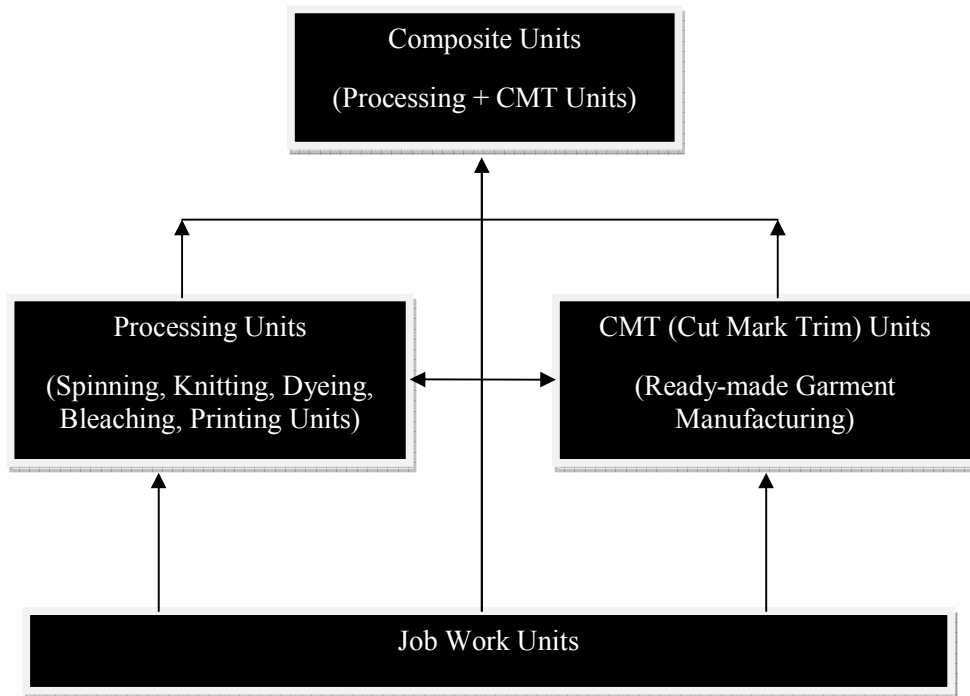 Composite Units
(Processing + CMT Units)
Processing Units
(Spinning, Knitting, Dyeing,
Bleaching, Printing Units)
CMT (Cut Mark Trim) Units
(Ready-made Garment
Manufacturing)
Job Work Units